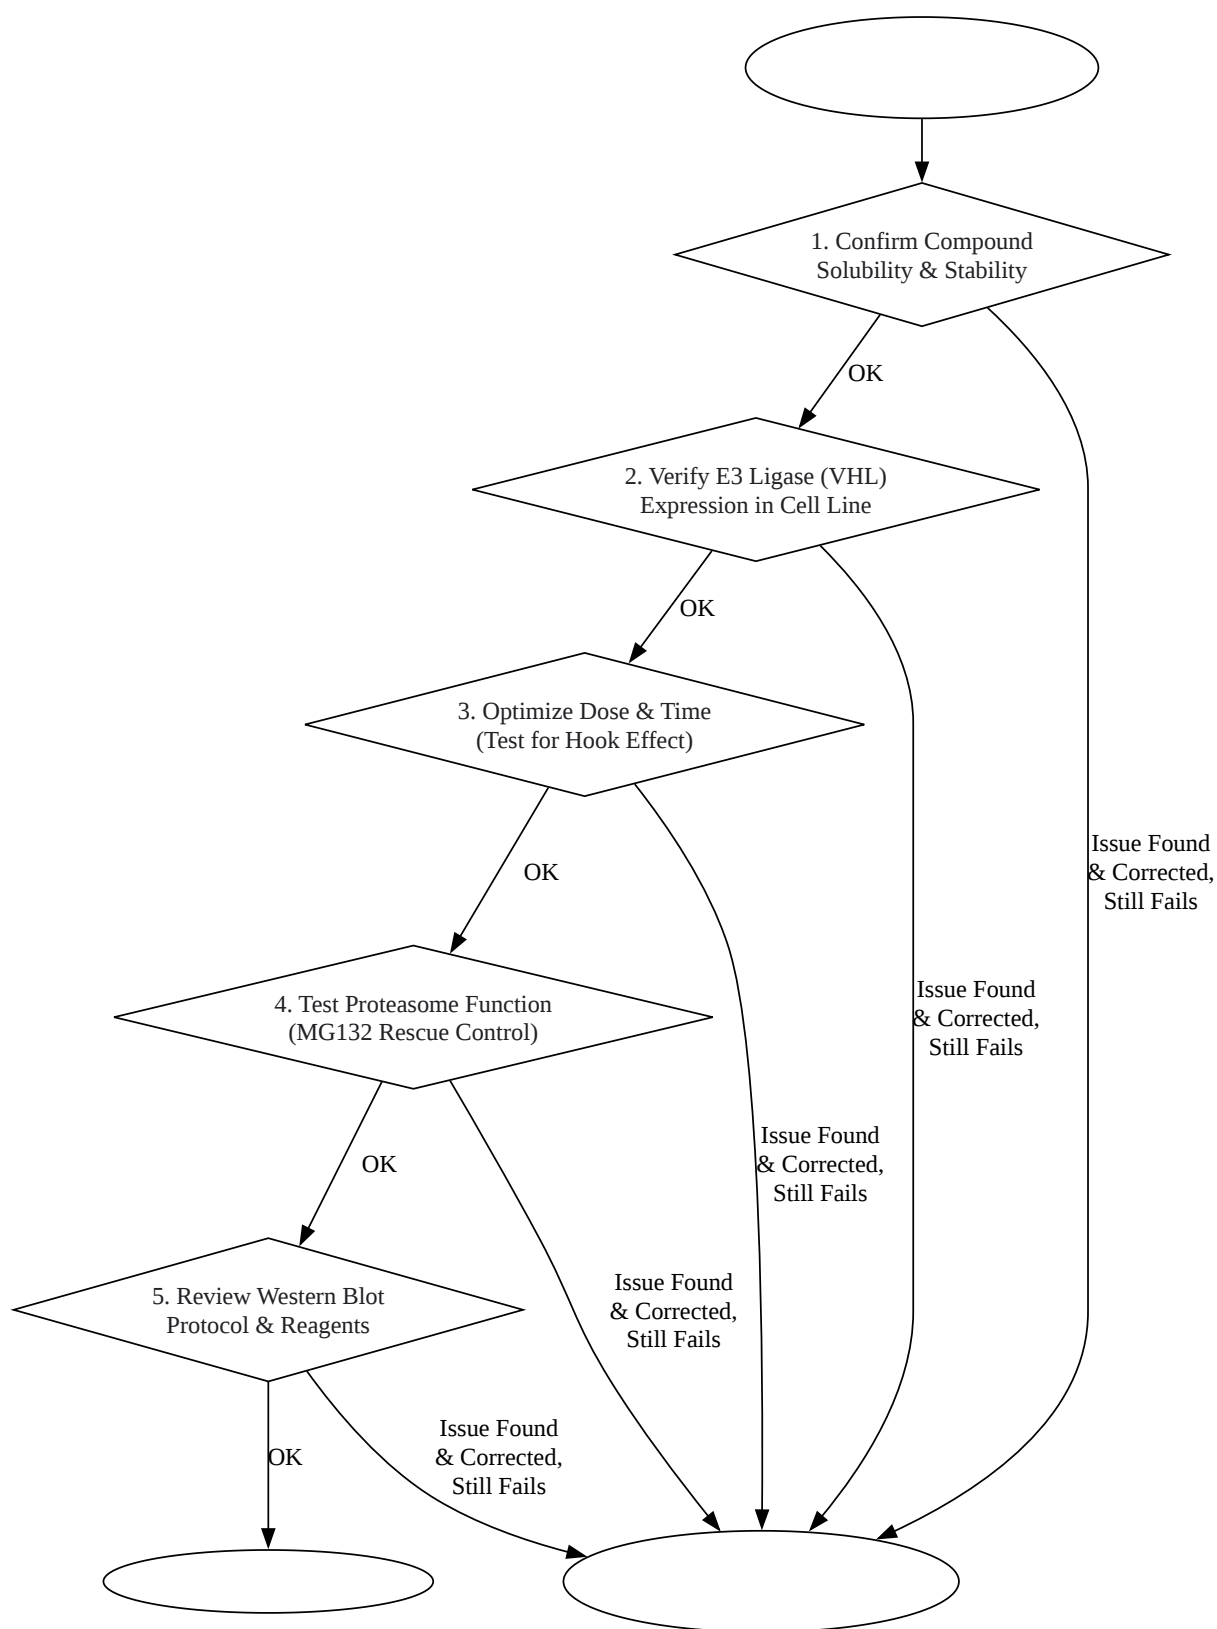 1. Confirm Compound
Solubility & Stability
OK
2. Verify E3 Ligase (VHL)
Expression in Cell Line
OK
3. Optimize Dose & Time
(Test for Hook Effect)
Issue Found
& Corrected,
Still Fails
OK
4. Test Proteasome Function
(MG132 Rescue Control)
Issue Found
& Corrected,
Still Fails
Issue Found
& Corrected,
Still Fails
OK
5. Review Western Blot
Protocol & Reagents
Issue Found
& Corrected,
Still Fails
Issue Found
& Corrected,
Still Fails
OK